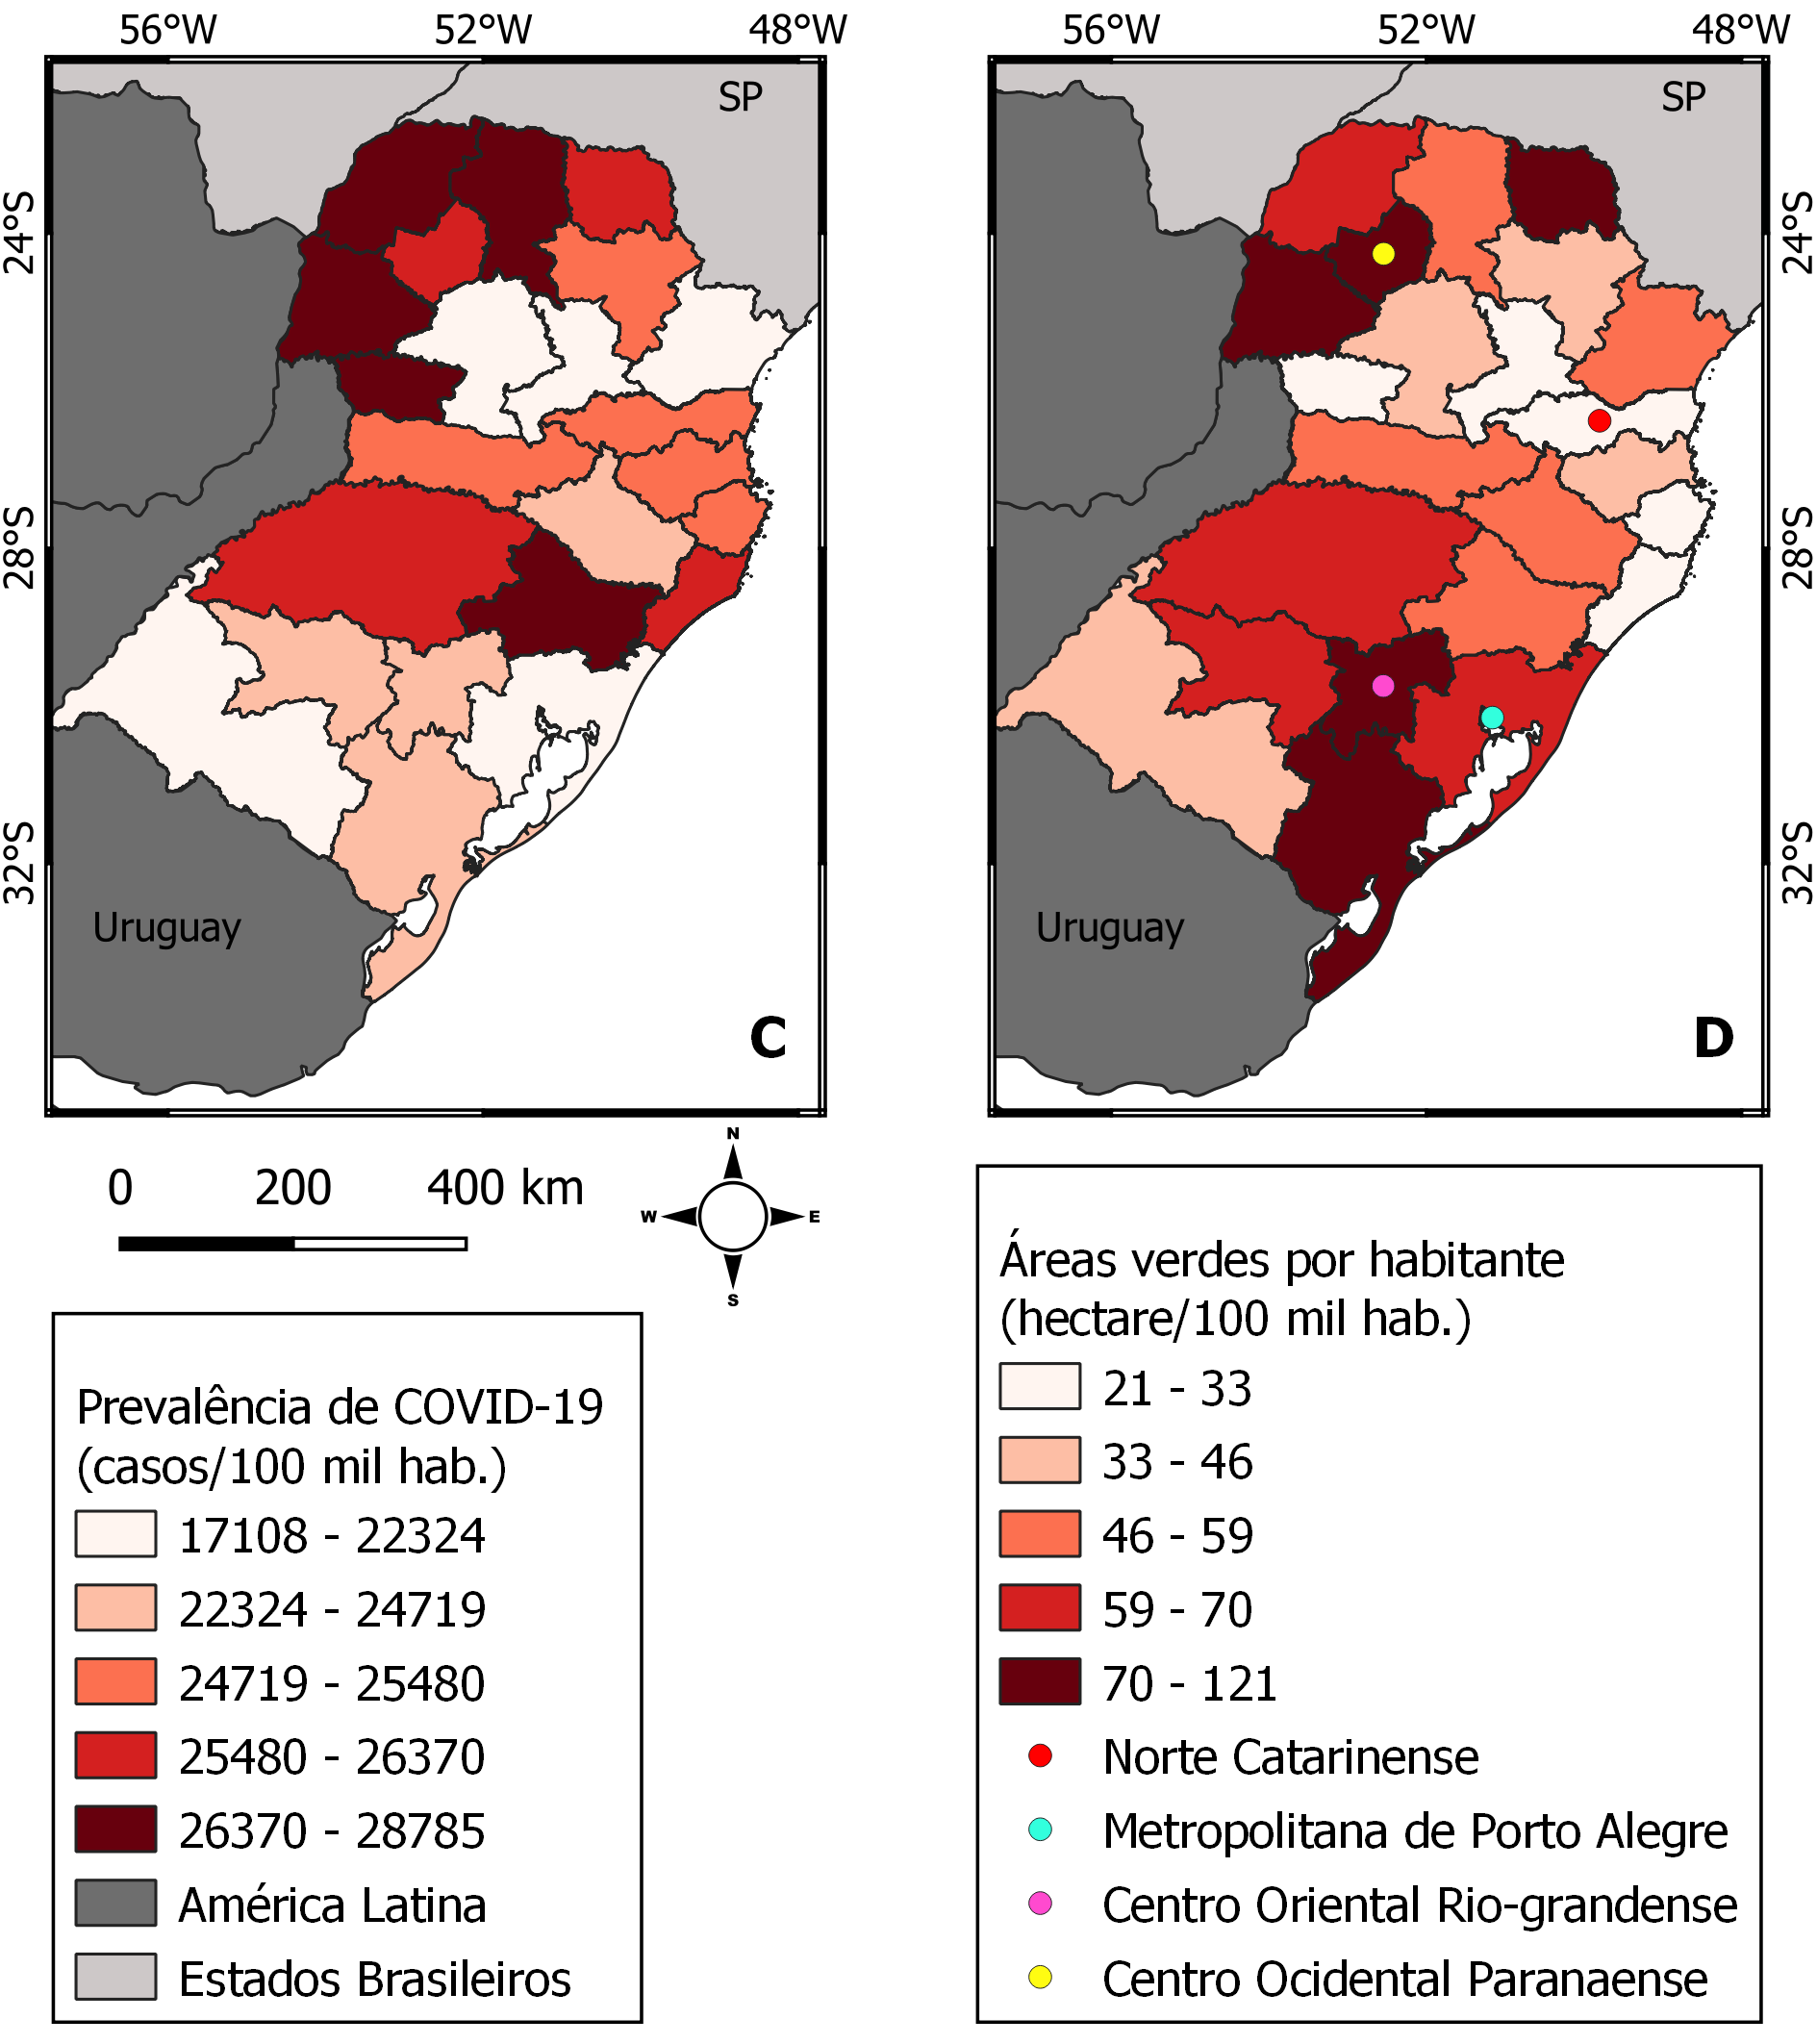 56°W 52°W 48°W
56°W 52°W 48°W
SP
SP
24°S
24°S
28°S
28°S
32°S
32°S
Uruguay
Uruguay
C
D
0 200 400 km
N
W E
S
Prevalência de COVID-19
(casos/100 mil hab.)
17108 - 22324
22324 - 24719
24719 - 25480
25480 - 26370
26370 - 28785
América Latina
Estados Brasileiros
Áreas verdes por habitante
(hectare/100 mil hab.)
21 - 33
33 - 46
46 - 59
59 - 70
70 - 121
Norte Catarinense
Metropolitana de Porto Alegre
Centro Oriental Rio-grandense
Centro Ocidental Paranaense